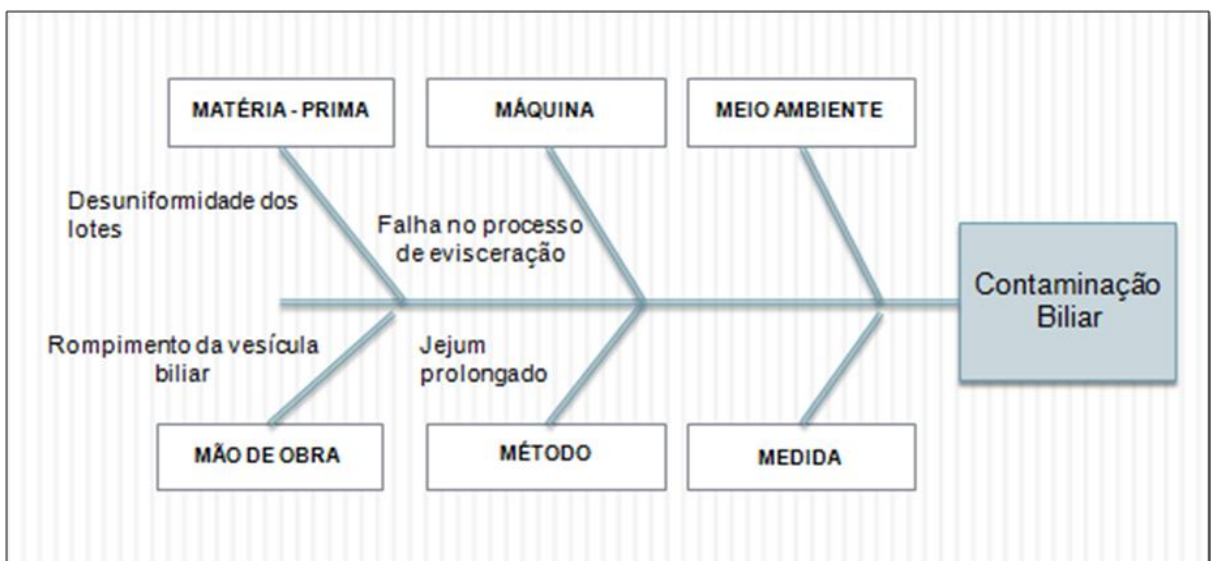 MATÉRIA - PRIMA
MÁQUINA
MEIO AMBIENTE
Desuniformidade dos
lotes
Falha no processo
de evisceração
Contaminação
Biliar
Rompimento da vesícula
biliar
Jejum
prolongado
MÃO DE OBRA
MÉTODO
MEDIDA